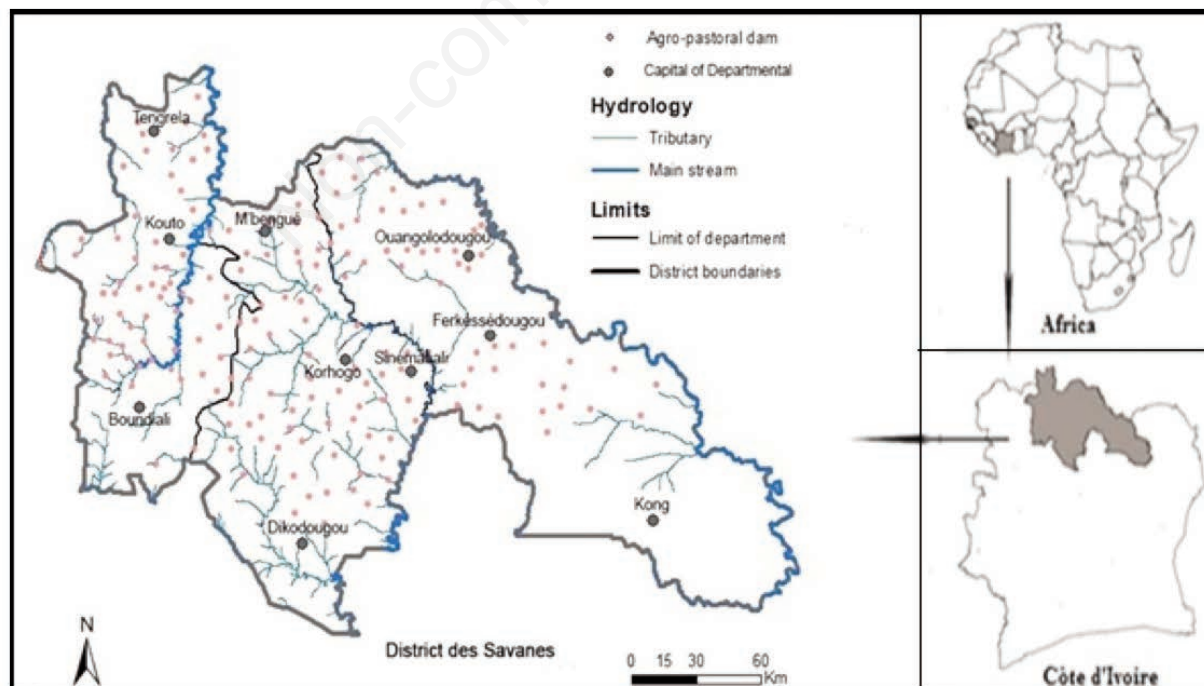 Agro-pastoral dam
Capital of Departmental
Hydrology
Tributary
Main stream
Limits
Limit of department
District boundaries
Tengrela
Kouto
M'bengué
Ouangolodougou
Ferkessédougou
Korhogo
Boundiali
Kong
Dikodougou
N
District des Savanes
0 15 30 60
Km
Africa
Côte d'Ivoire